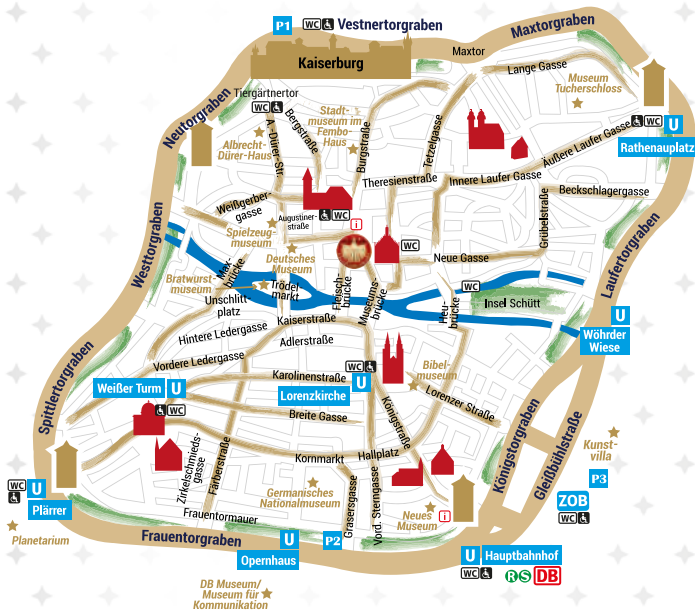 P1
WC
Vestnertorgraben
Maxtorgraben
Maxtor
Kaiserburg
Lange Gasse
Museum
Tucherschloss
Neutorgraben
Tiergärtnertor
WC
Stadt-
museum im
Fembo-
Haus
A.-Dürer-Str.
Bergstraße
Burgstraße
Tetzelgasse
WC
U
Rathenauplatz
Albrecht-
Dürer-Haus
Äußere Laufer Gasse
Theresienstraße
Innere Laufer Gasse
Beckschlagergasse
Weißgerber-
gasse
Augustiner-
straße
WC
i
Grübelstraße
Spielzeug-
museum
WC
Westtorgraben
Deutsches
Museum
Neue Gasse
Laufertorgraben
Max-
brücke
Bratwurst-
museum
Trödel-
markt
Fleisch-
brücke
Museums-
brücke
WC
Heu-
brücke
Insel Schütt
Unschlitt-
platz
Kaiserstraße
U
Wöhrder
Wiese
Hintere Ledergasse
Adlerstraße
Spittlertorgraben
Vordere Ledergasse
Weißer Turm
U
Karolinenstraße
WC
Lorenzkirche
U
Bibel-
museum
Lorenzer Straße
WC
Breite Gasse
Königstraße
Königstorgraben
Gleißbühlstraße
Kunst-
villa
Zirkelschmieds-
gasse
Färberstraße
Kornmarkt
Hallplatz
P3
WC
U
Plärrer
Germanisches
Nationalmuseum
Grasersgasse
Vord. Sterngasse
Neues
Museum
i
ZOB
WC
Planetarium
Frauentormauer
Frauentorgraben
U
Opernhaus
P2
U
Hauptbahnhof
WC
R
S
DB
DB Museum/
Museum für
Kommunikation